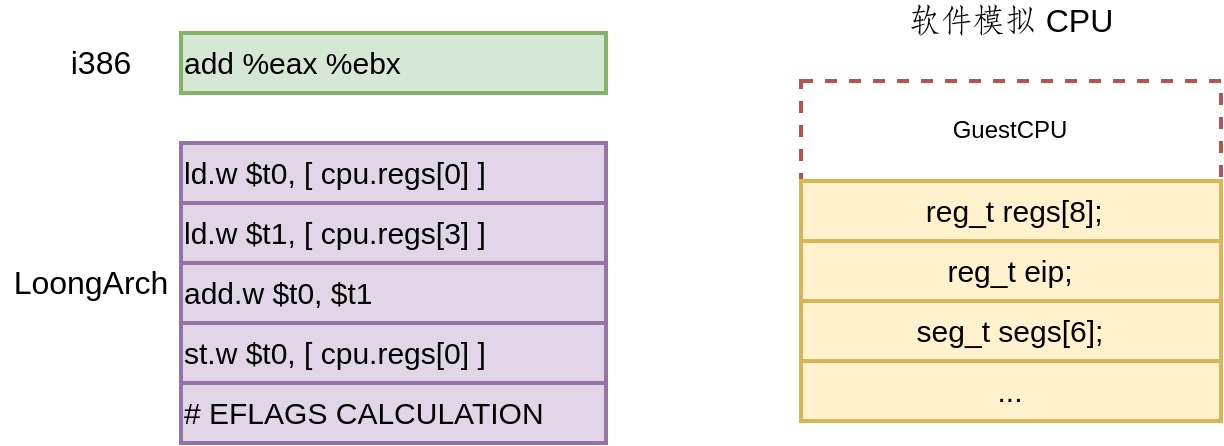 i386
add %eax %ebx
LoongArch
ld.w $t0, [ cpu.regs[0] ]
ld.w $t1, [ cpu.regs[3] ]
add.w $t0, $t1
st.w $t0, [ cpu.regs[0] ]
# EFLAGS CALCULATION
软件模拟 CPU
GuestCPU
reg_t regs[8];
reg_t eip;
seg_t segs[6];
...